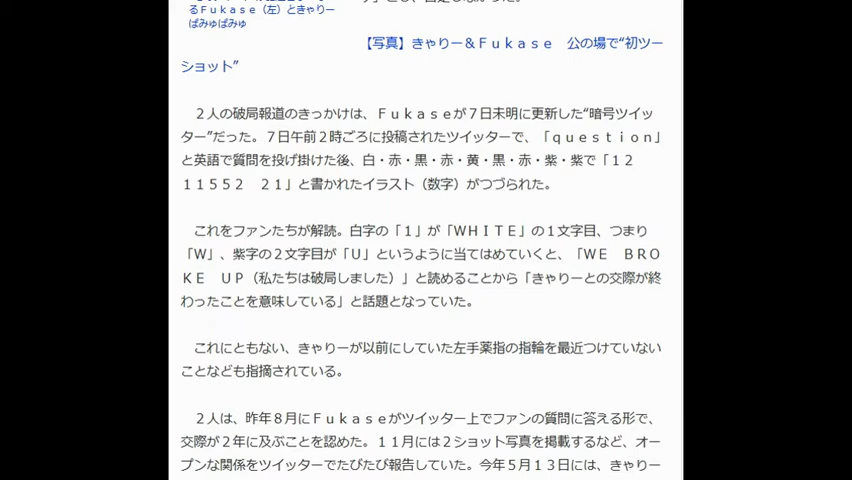 るＦｕｋａｓｅ（左）ときゃりー
ぱみゅぱみゅ
【写真】きゃりー＆Ｆｕｋａｓｅ　公の場で“初ツー
ショット”
２人の破局報道のきっかけは、Ｆｕｋａｓｅが７日未明に更新した“暗号ツイッ
ター”だった。７日午前２時ごろに投稿されたツイッターで、「ｑｕｅｓｔｉｏｎ」
と英語で質問を投げ掛けた後、白・赤・黒・赤・黄・黒・赤・紫・紫で「１２
１１５５２　２１」と書かれたイラスト（数字）がつづられた。
これをファンたちが解読。白字の「１」が「ＷＨＩＴＥ」の１文字目、つまり
「Ｗ」、紫字の２文字目が「Ｕ」というように当てはめていくと、「ＷＥ　ＢＲＯ
ＫＥ　ＵＰ（私たちは破局しました）」と読めることから「きゃりーとの交際が終
わったことを意味している」と話題となっていた。
これにともない、きゃりーが以前にしていた左手薬指の指輪を最近つけていない
ことなども指摘されている。
２人は、昨年８月にＦｕｋａｓｅがツイッター上でファンの質問に答える形で、
交際が２年に及ぶことを認めた。１１月には２ショット写真を掲載するなど、オー
プンな関係をツイッターでたびたび報告していた。今年５月１３日には、きゃりー